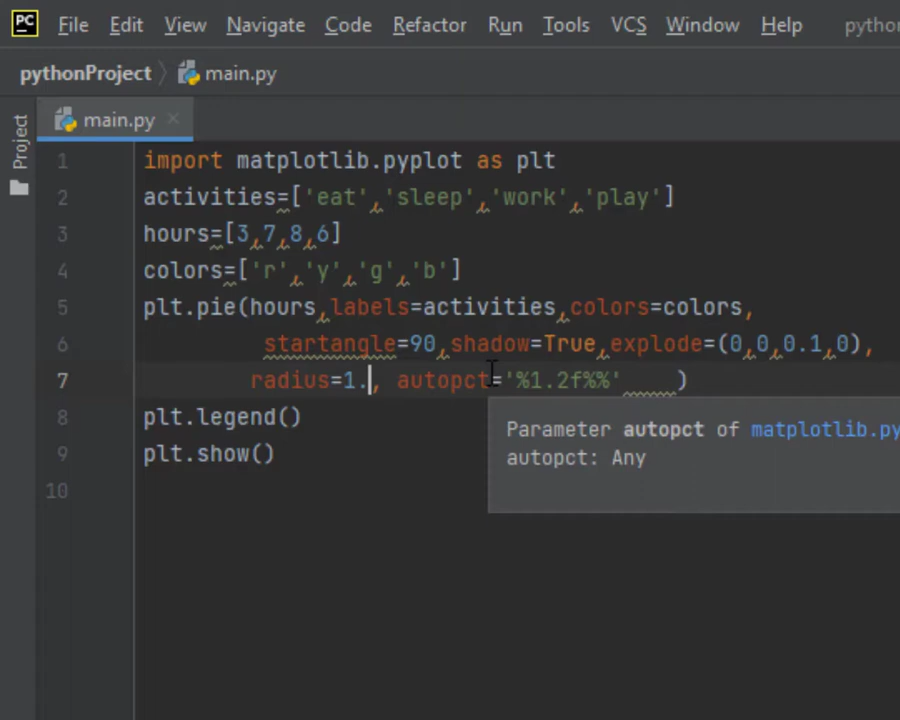 PC File Edit View Navigate Code Refactor Run Tools VCS Window Help pytho
pythonProject main.py
main.py
Project
1 import matplotlib.pyplot as plt
2 activities=['eat','sleep','work','play']
3 hours=[3,7,8,6]
4 colors=['r','y','g','b']
5 plt.pie(hours,labels=activities,colors=colors,
6 startangle=90,shadow=True,explode=(0,0,0.1,0),
7 radius=1., autopct='%1.2f%%' )
8 plt.legend()
9 plt.show()
10
Parameter autopct of matplotlib.py
autopct: Any